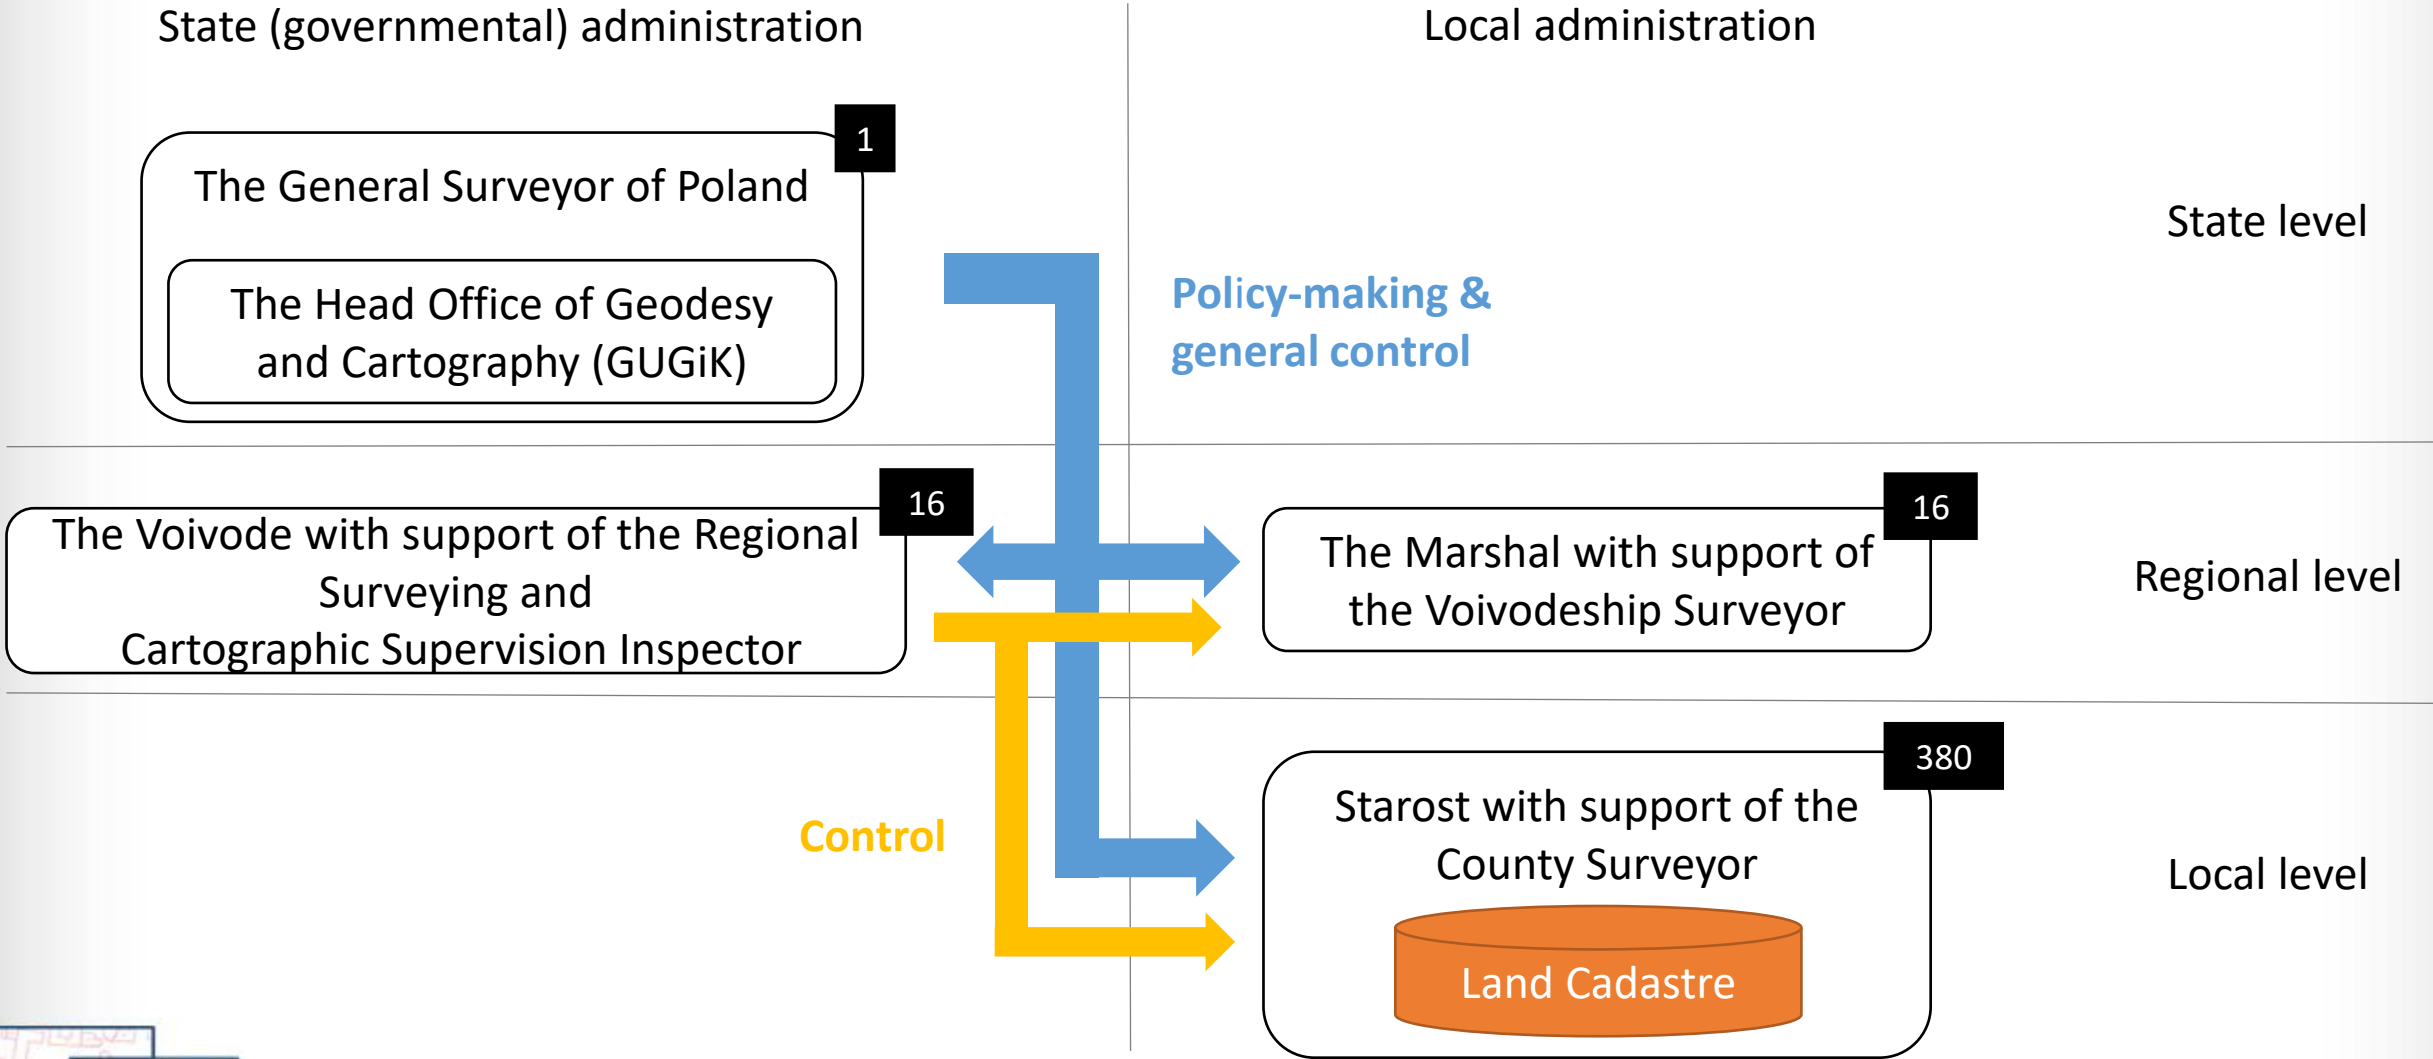 State (governmental) administration
Local administration
1
The General Surveyor of Poland
The Head Office of Geodesy
and Cartography (GUGiK)
State level
Policy-making &
general control
16
The Voivode with support of the Regional
Surveying and
Cartographic Supervision Inspector
16
The Marshal with support of
the Voivodeship Surveyor
Regional level
Control
380
Starost with support of the
County Surveyor
Land Cadastre
Local level